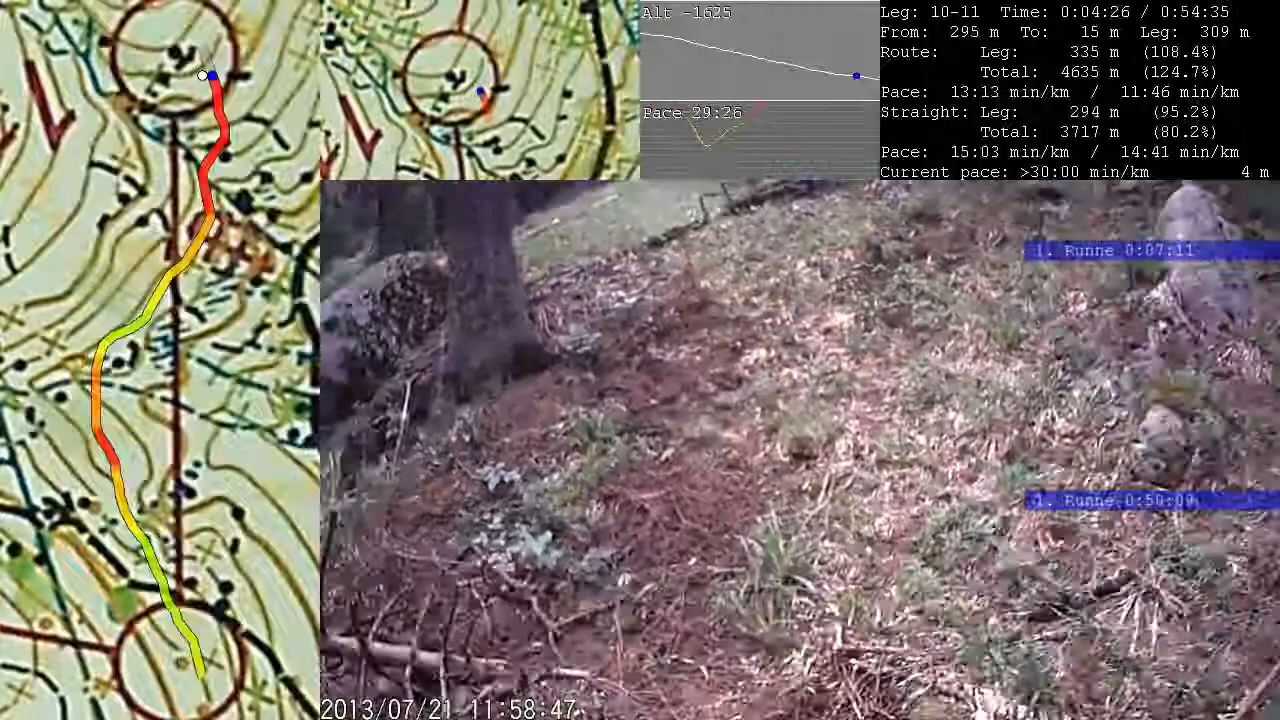 Alt -1625
Pace 29:26
Leg: 10-11 Time: 0:04:26 / 0:54:35
From: 295 m To: 15 m Leg: 309 m
Route: Leg: 335 m (108.4%)
Total: 4635 m (124.7%)
Pace: 13:13 min/km / 11:46 min/km
Straight: Leg: 294 m (95.2%)
Total: 3717 m (80.2%)
Pace: 15:03 min/km / 14:41 min/km
Current pace: >30:00 min/km 4 m
1. Runne 0:07:11
1. Runne 0:50:09
2013/07/21 11:58:47